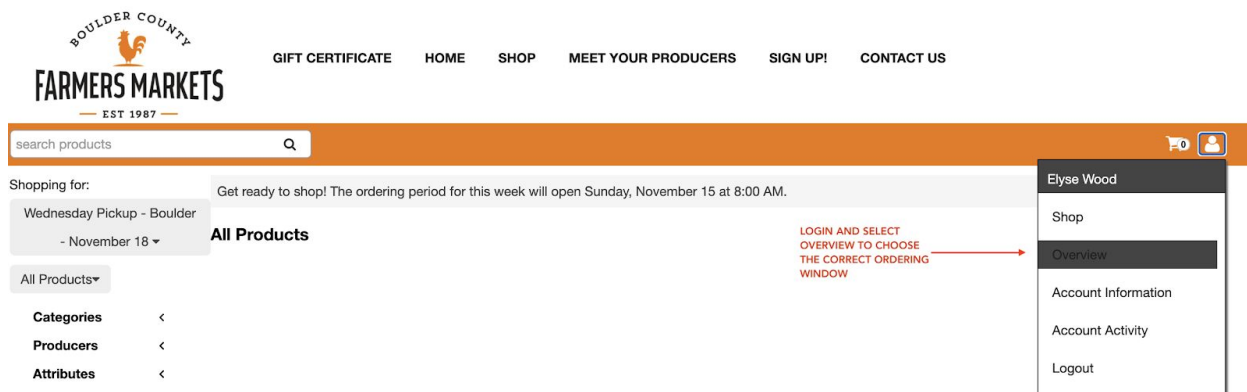 BOULDER COUNTY
FARMERS MARKETS
EST 1987
GIFT CERTIFICATE HOME SHOP MEET YOUR PRODUCERS SIGN UP! CONTACT US
search products
0
Shopping for:
Wednesday Pickup - Boulder
- November 18
All Products
Categories
Producers
Attributes
Get ready to shop! The ordering period for this week will open Sunday, November 15 at 8:00 AM.
All Products
LOGIN AND SELECT
OVERVIEW TO CHOOSE
THE CORRECT ORDERING
WINDOW
Elyse Wood
Shop
Overview
Account Information
Account Activity
Logout